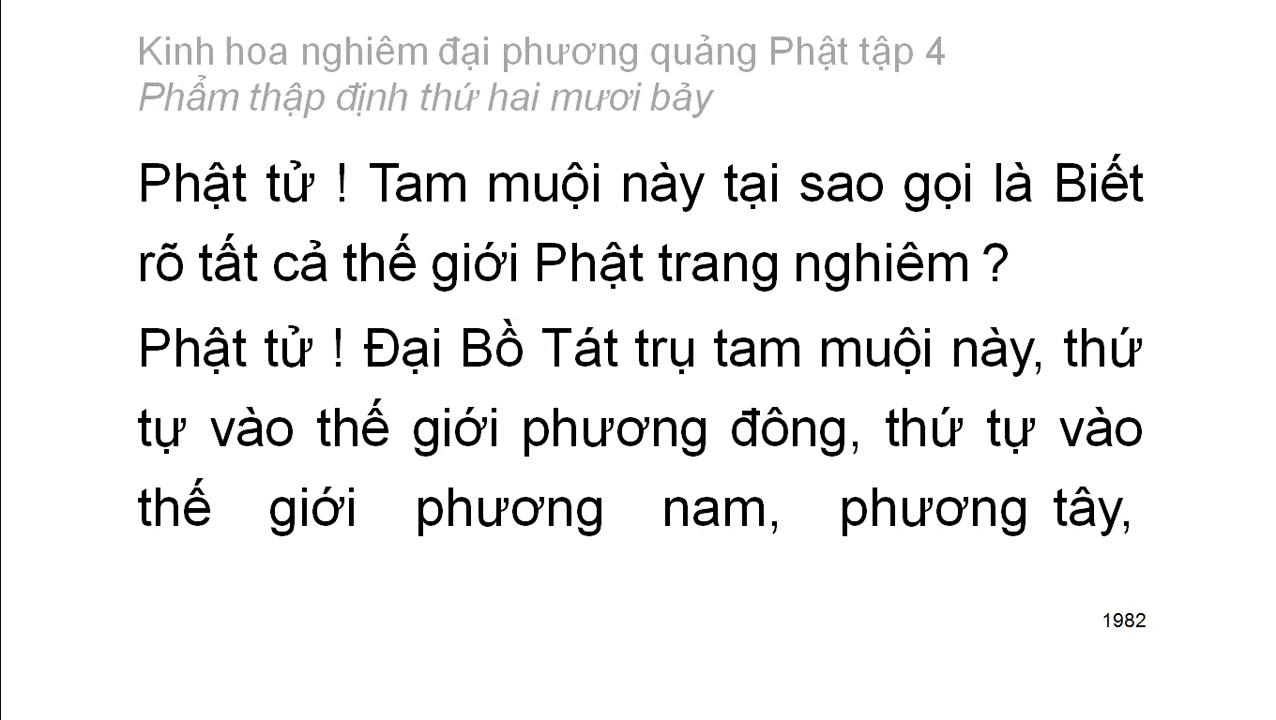 Kinh hoa nghiêm đại phương quảng Phật tập 4
Phẩm thập định thứ hai mươi bảy
Phật tử ! Tam muội này tại sao gọi là Biết
rõ tất cả thế giới Phật trang nghiêm ?
Phật tử ! Đại Bồ Tát trụ tam muội này, thứ
tự vào thế giới phương đông, thứ tự vào
thế giới phương nam, phương tây,
1982